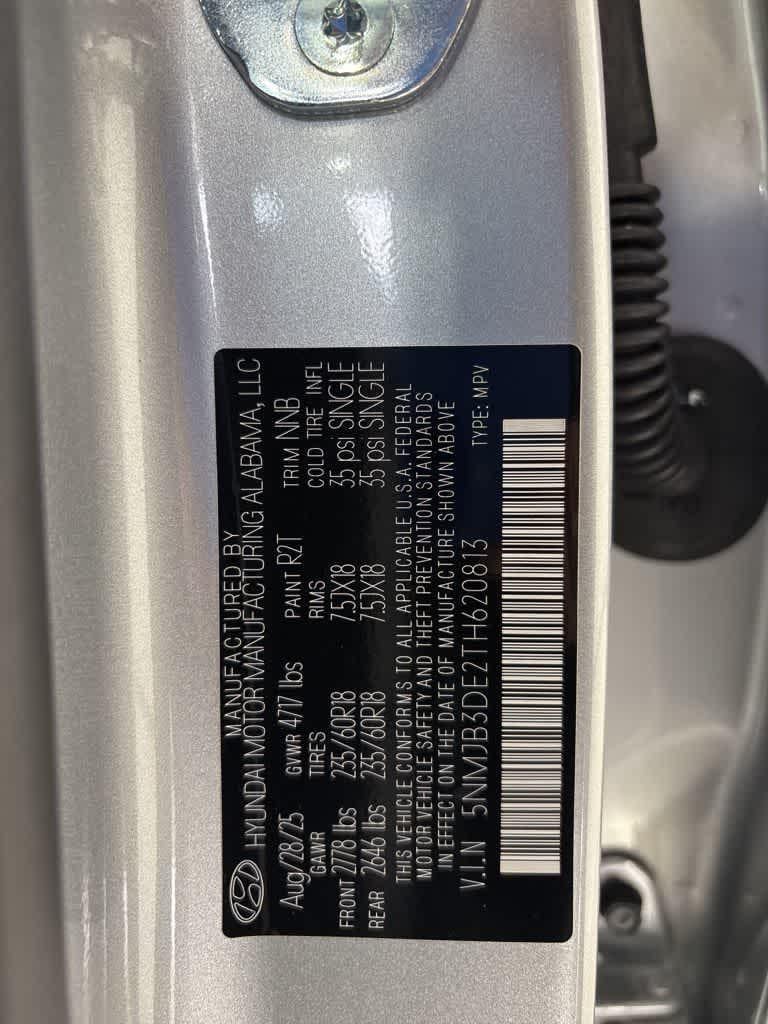 MANUFACTURED BY
HYUNDAI MOTOR MANUFACTURING ALABAMA, LLC
Aug/28/25 GVWR 4717 lbs PAINT R2T TRIM NNB
GAWR TIRES RIMS COLD TIRE INFL
FRONT 2778 lbs 235/60R18 7.5JX18 35 psi SINGLE
REAR 2646 lbs 235/60R18 7.5JX18 35 psi SINGLE
THIS VEHICLE CONFORMS TO ALL APPLICABLE U.S.A. FEDERAL
MOTOR VEHICLE SAFETY AND THEFT PREVENTION STANDARDS
IN EFFECT ON THE DATE OF MANUFACTURE SHOWN ABOVE
V.I.N 5NMJB3DE2TH620813 TYPE: MPV